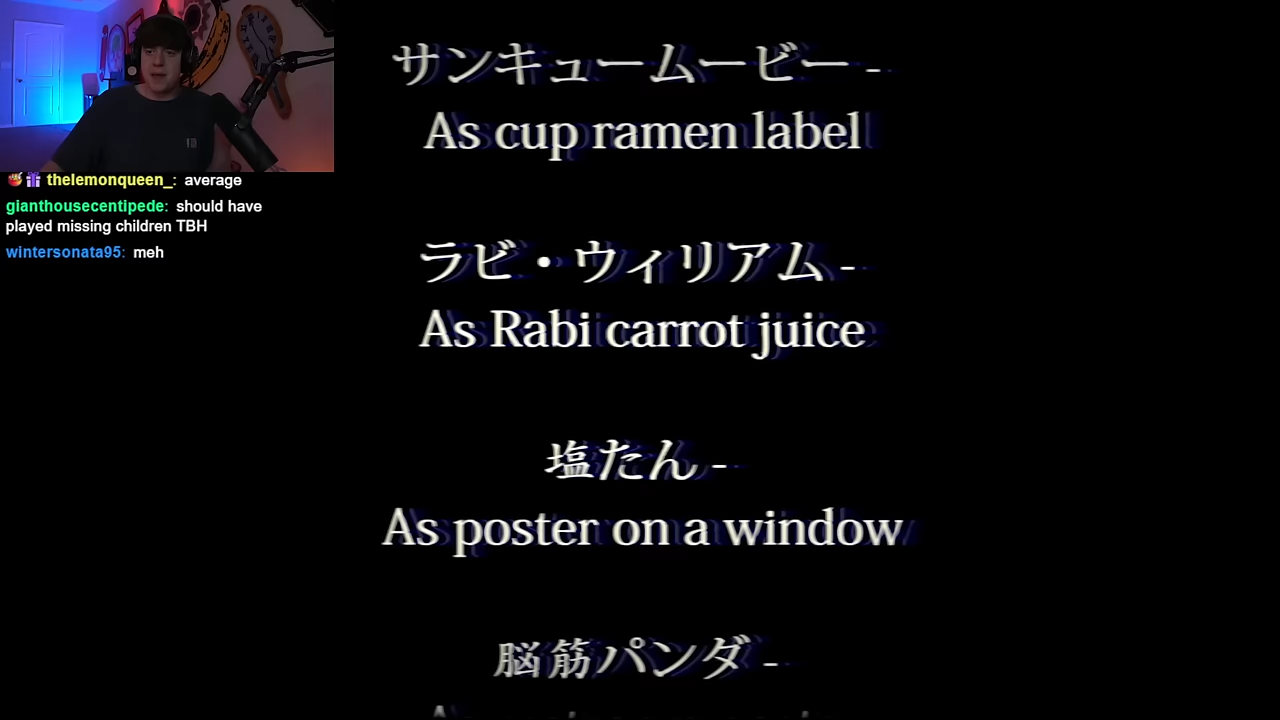 thelemonqueen_: average
gianthousecentipede: should have
played missing children TBH
wintersonata95: meh
サンキュームービー -
As cup ramen label
ラビ・ウィリアム -
As Rabi carrot juice
塩たん -
As poster on a window
脳筋パンダ -